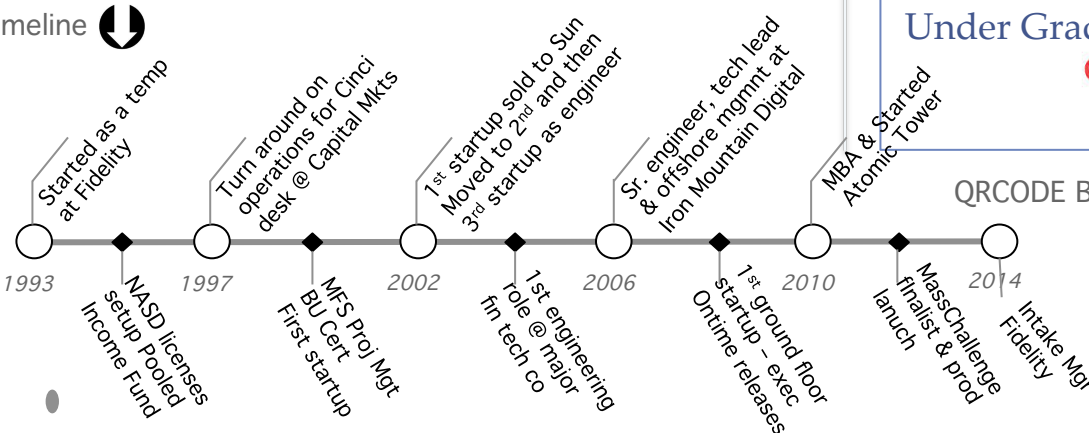 meline
Under Grad
Started as a temp
at Fidelity
Turn around on
operations for Cinci
desk @ Capital Mkts
1st startup sold to Sun
Moved to 2nd and then
3rd startup as engineer
Sr. engineer, tech lead
& offshore mgmnt at
Iron Mountain Digital
MBA & Started
Atomic Tower
QRCODE B
1993
1997
2002
2006
2010
2014
NASD licenses
setup Pooled
Income Fund
MFS Proj Mgt
BU Cert
First startup
1st engineering
role @ major
fin tech co
1st ground floor
startup – exec
Ontime releases
MassChallenge
finalist & prod
lanuch
Intake Mgr
Fidelity